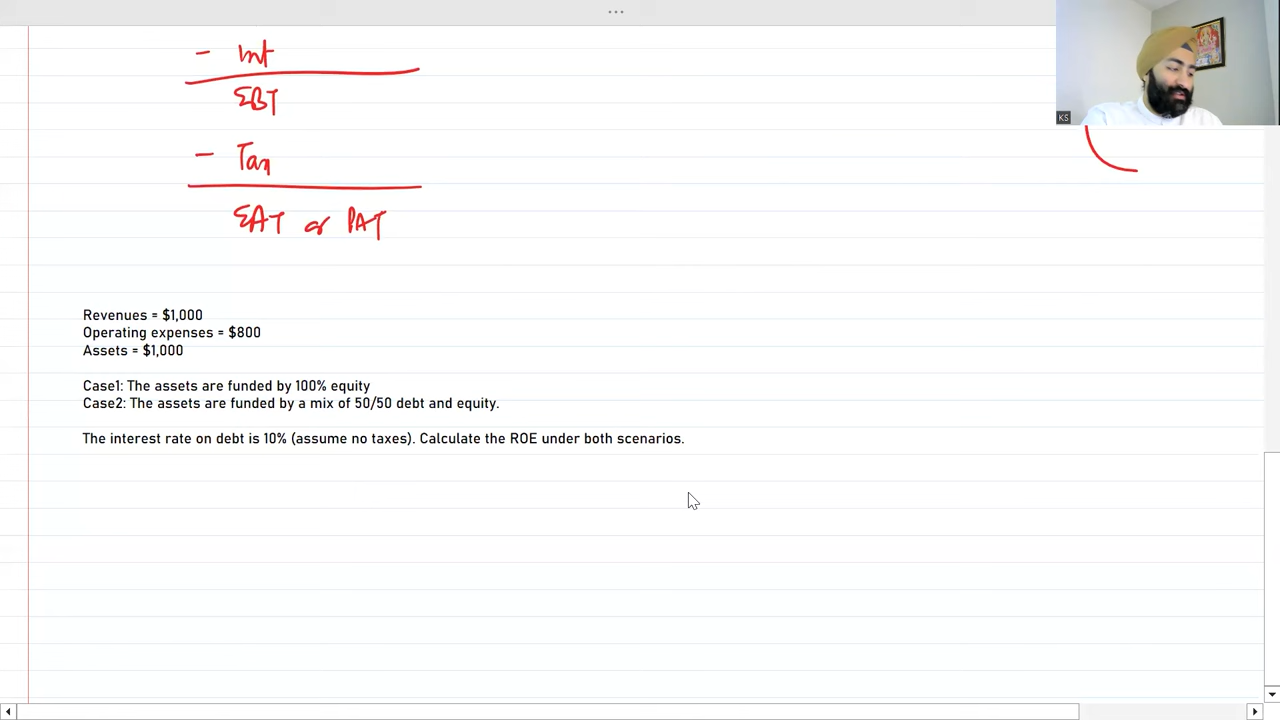 - Int
EBT
- Tax
EAT or PAT
KS
Revenues = $1,000
Operating expenses = $800
Assets = $1,000
Case1: The assets are funded by 100% equity
Case2: The assets are funded by a mix of 50/50 debt and equity.
The interest rate on debt is 10% (assume no taxes). Calculate the ROE under both scenarios.